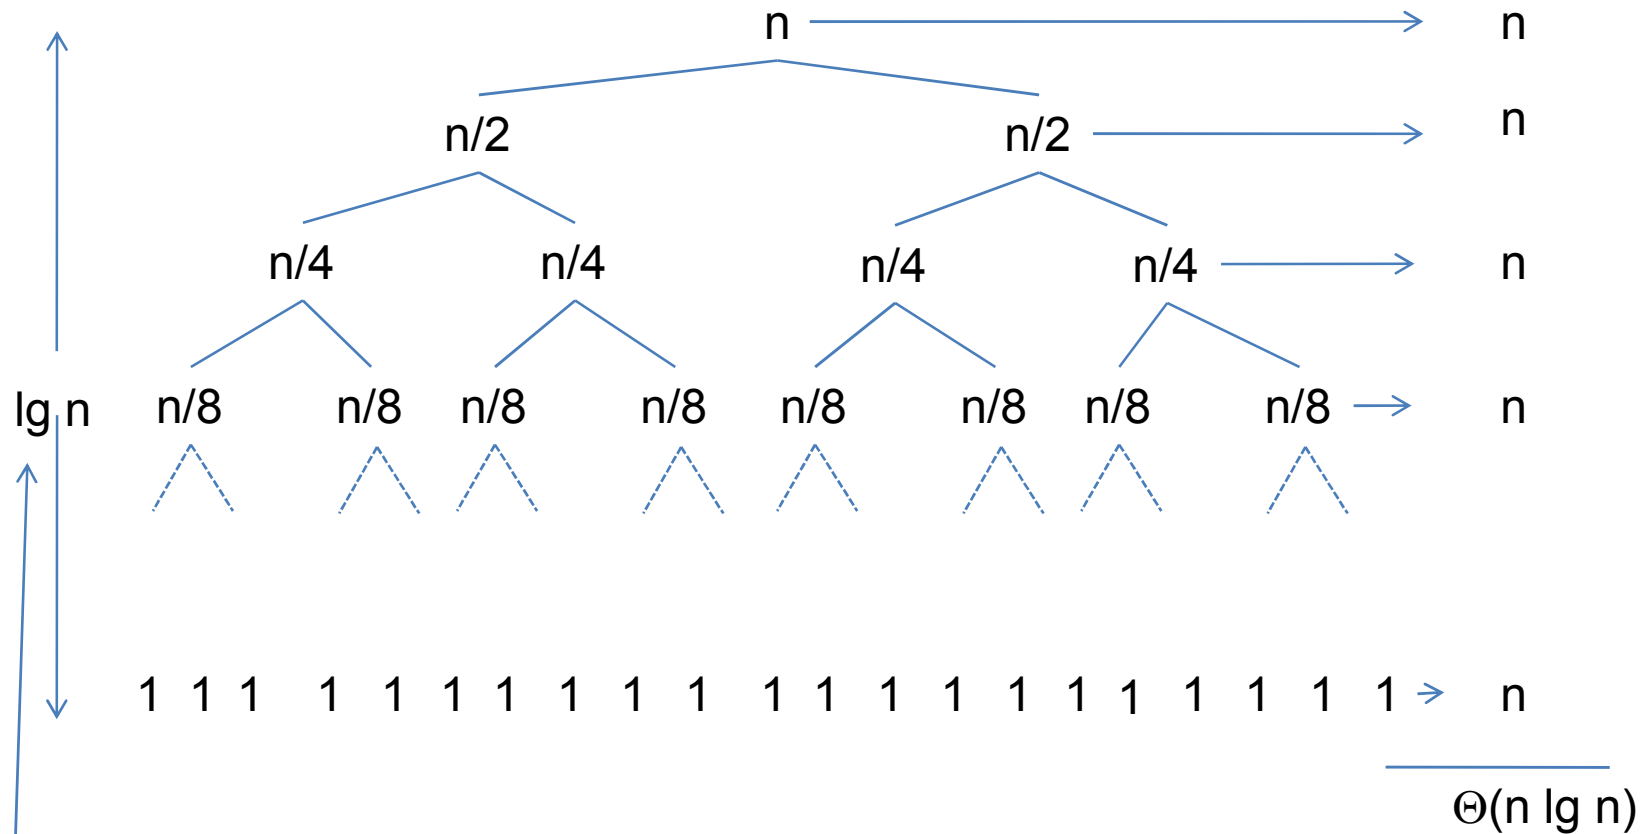 n n
n/2 n/2 n
n/4 n/4 n/4 n/4 n
lg n n/8 n/8 n/8 n/8 n/8 n/8 n/8 n/8 n
1 1 1 1 1 1 1 1 1 1 1 1 1 1 1 1 1 1 1 1 1 n
Θ(n lg n)